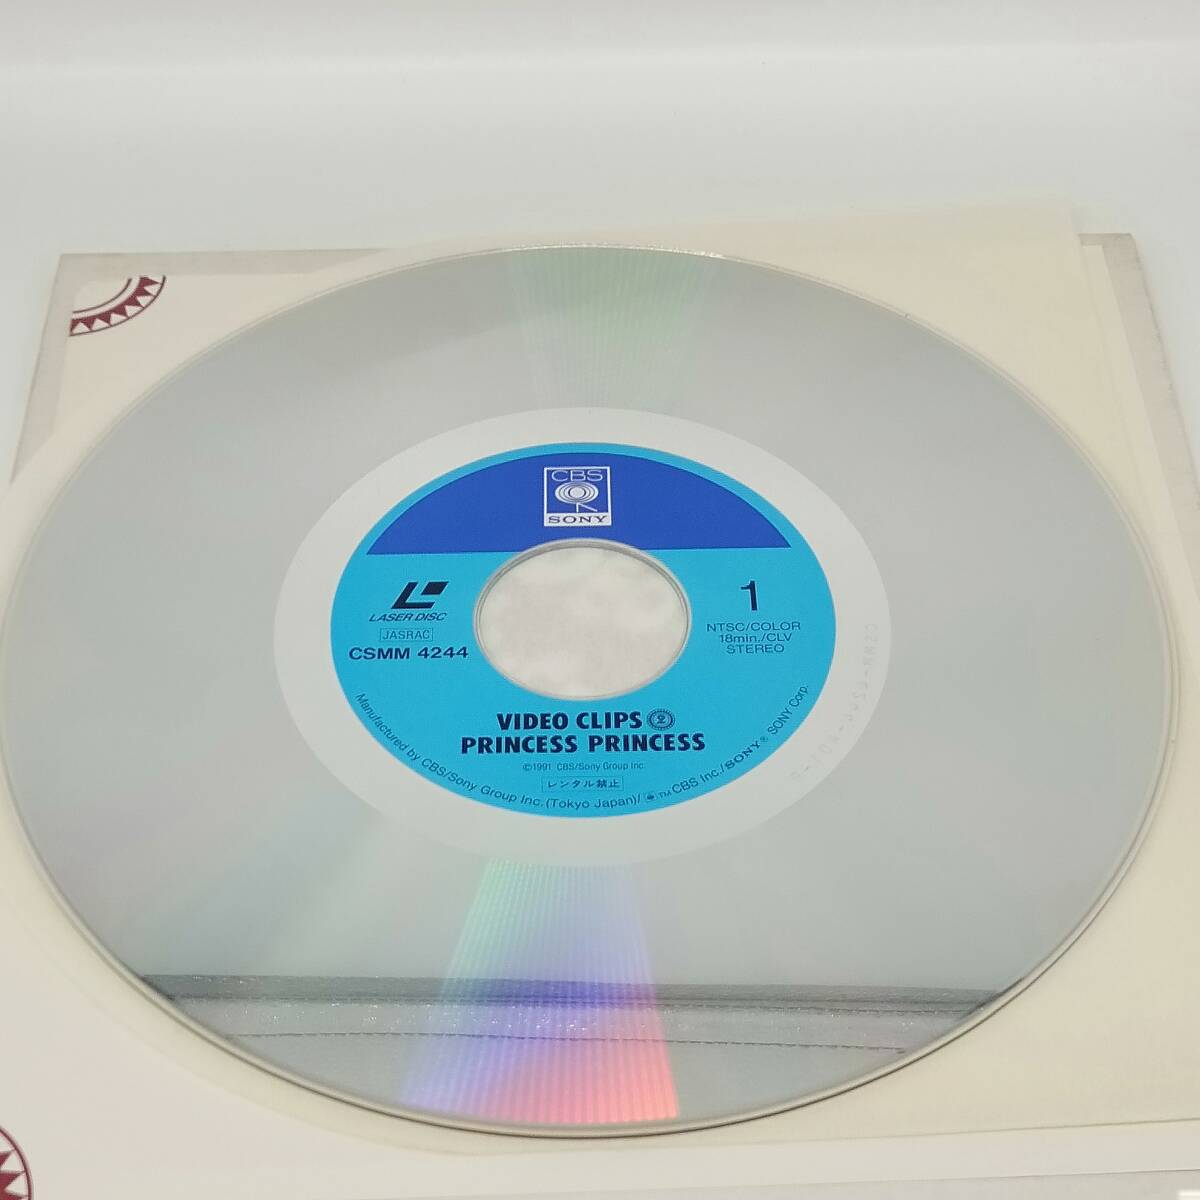 CBS
SONY
LASER DISC
JASRAC
CSMM 4244
1
NTSC/COLOR
18min./CLV
STEREO
VIDEO CLIPS 2
PRINCESS PRINCESS
©1991 CBS/Sony Group Inc.
レンタル禁止
Manufactured by CBS/Sony Group Inc. (Tokyo Japan)/ TM CBS Inc./SONY® SONY Corp.